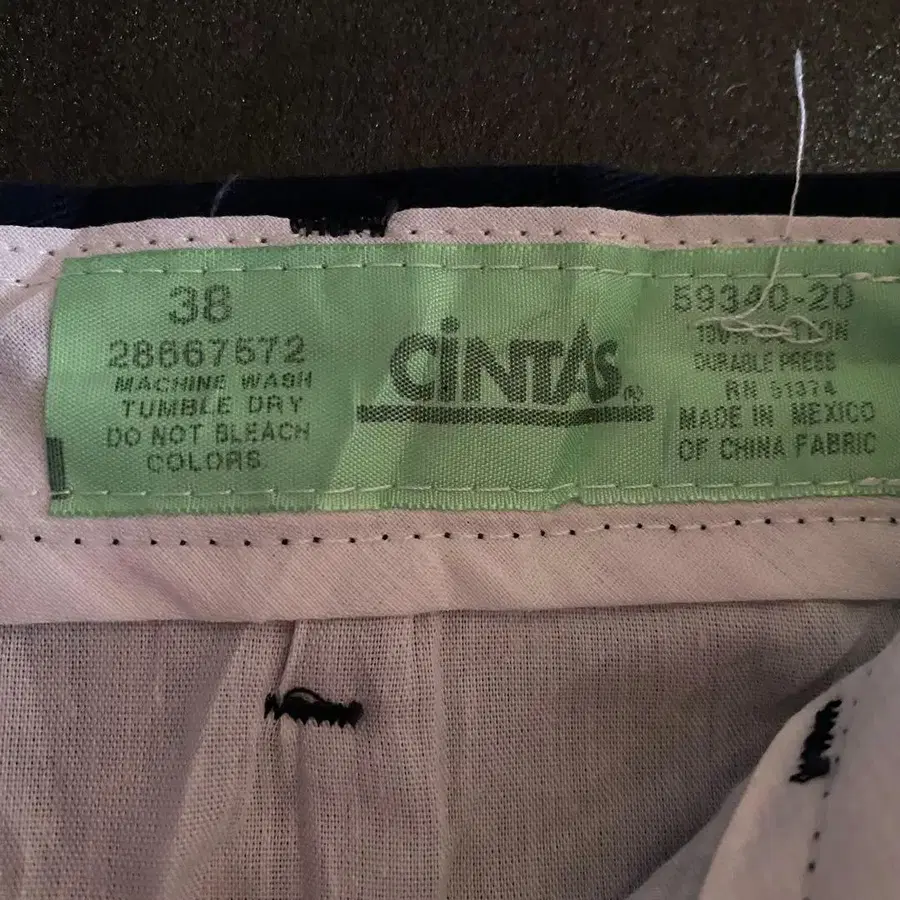 38
28667572
MACHINE WASH
TUMBLE DRY
DO NOT BLEACH
COLORS
CiNTAS®
59340-20
DURABLE PRESS
RN 51374
MADE IN MEXICO
OF CHINA FABRIC